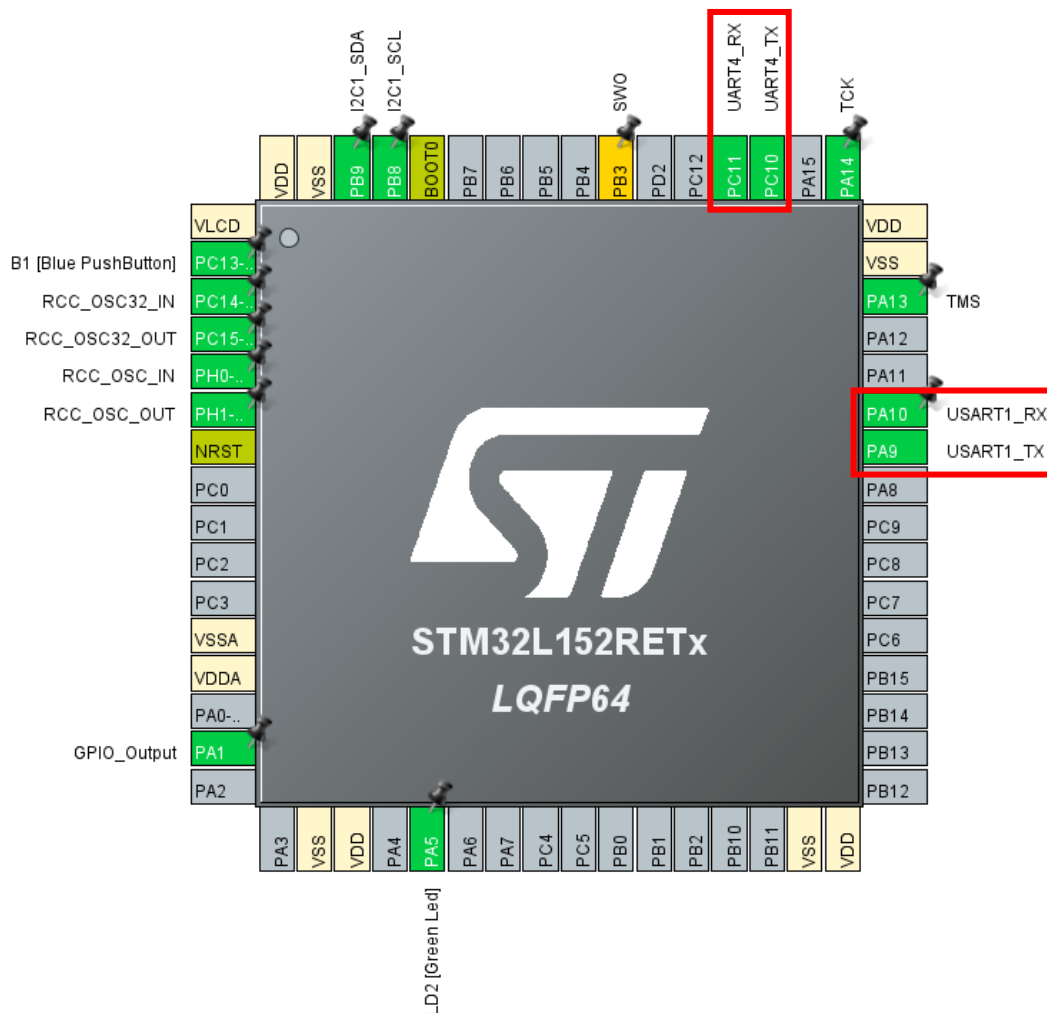 I2C1_SDA
I2C1_SCL
SWO
UART4_RX
UART4_TX
TCK
VDD
VSS
PB9
PB8
BOOT0
PB7
PB6
PB5
PB4
PB3
PD2
PC12
PC11
PC10
PA15
PA14
VLCD
B1 [Blue PushButton] PC13-..
RCC_OSC32_IN PC14-..
RCC_OSC32_OUT PC15-..
RCC_OSC_IN PH0-..
RCC_OSC_OUT PH1-..
NRST
PC0
PC1
PC2
PC3
VSSA
VDDA
PA0-..
GPIO_Output PA1
PA2
ST
STM32L152RETx
LQFP64
VDD
VSS
PA13 TMS
PA12
PA11
PA10 USART1_RX
PA9 USART1_TX
PA8
PC9
PC8
PC7
PC6
PB15
PB14
PB13
PB12
PA3
VSS
VDD
PA4
PA5
PA6
PA7
PC4
PC5
PB0
PB1
PB2
PB10
PB11
VSS
VDD
LD2 [Green Led]